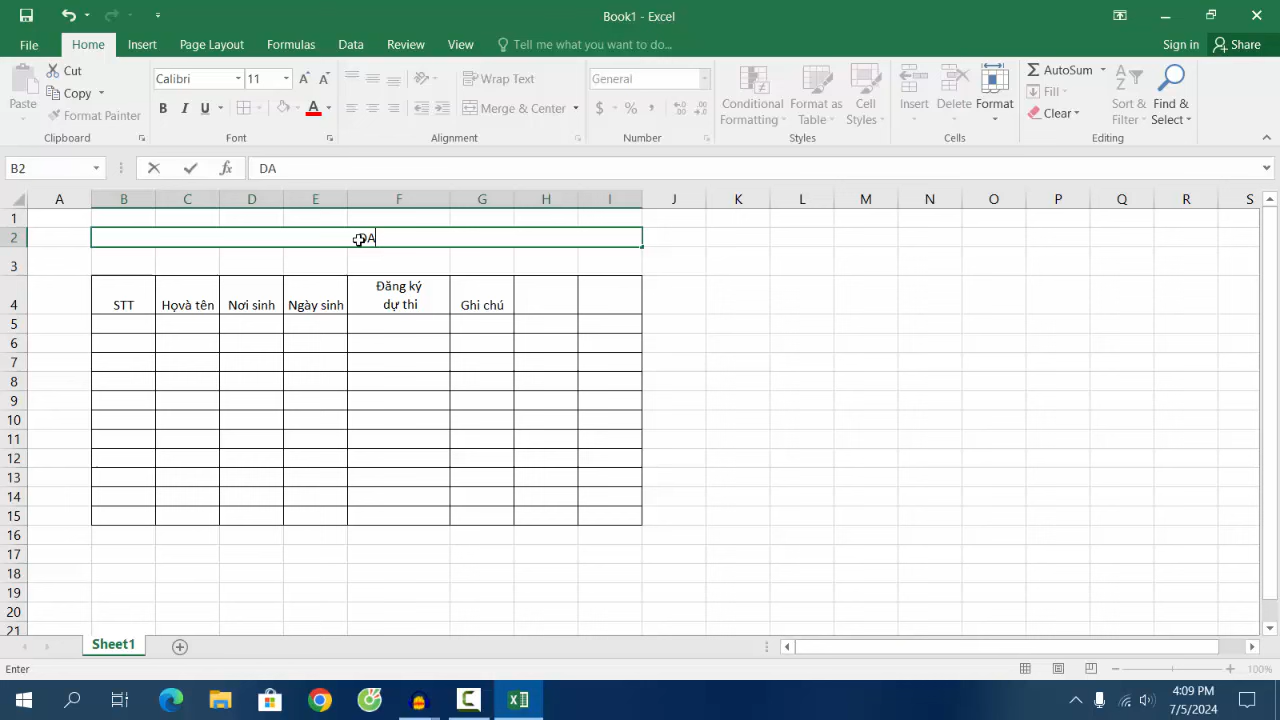 Book1 - Excel
File Home Insert Page Layout Formulas Data Review View Tell me what you want to do... Sign in Share
Paste Cut Copy Format Painter Clipboard
Calibri 11 A A B I U A Font
Wrap Text Merge & Center Alignment
General $ % , Number
Conditional Formatting Format as Table Cell Styles Styles
Insert Delete Format Cells
AutoSum Fill Clear Sort & Filter Find & Select Editing
B2 fx DA
A B C D E F G H I J K L M N O P Q R S
1
2 DA
3
4 STT Họvà tên Nơi sinh Ngày sinh Đăng ký dự thi Ghi chú
5
6
7
8
9
10
11
12
13
14
15
16
17
18
19
20
21
Sheet1
Enter 100%
4:09 PM
7/5/2024